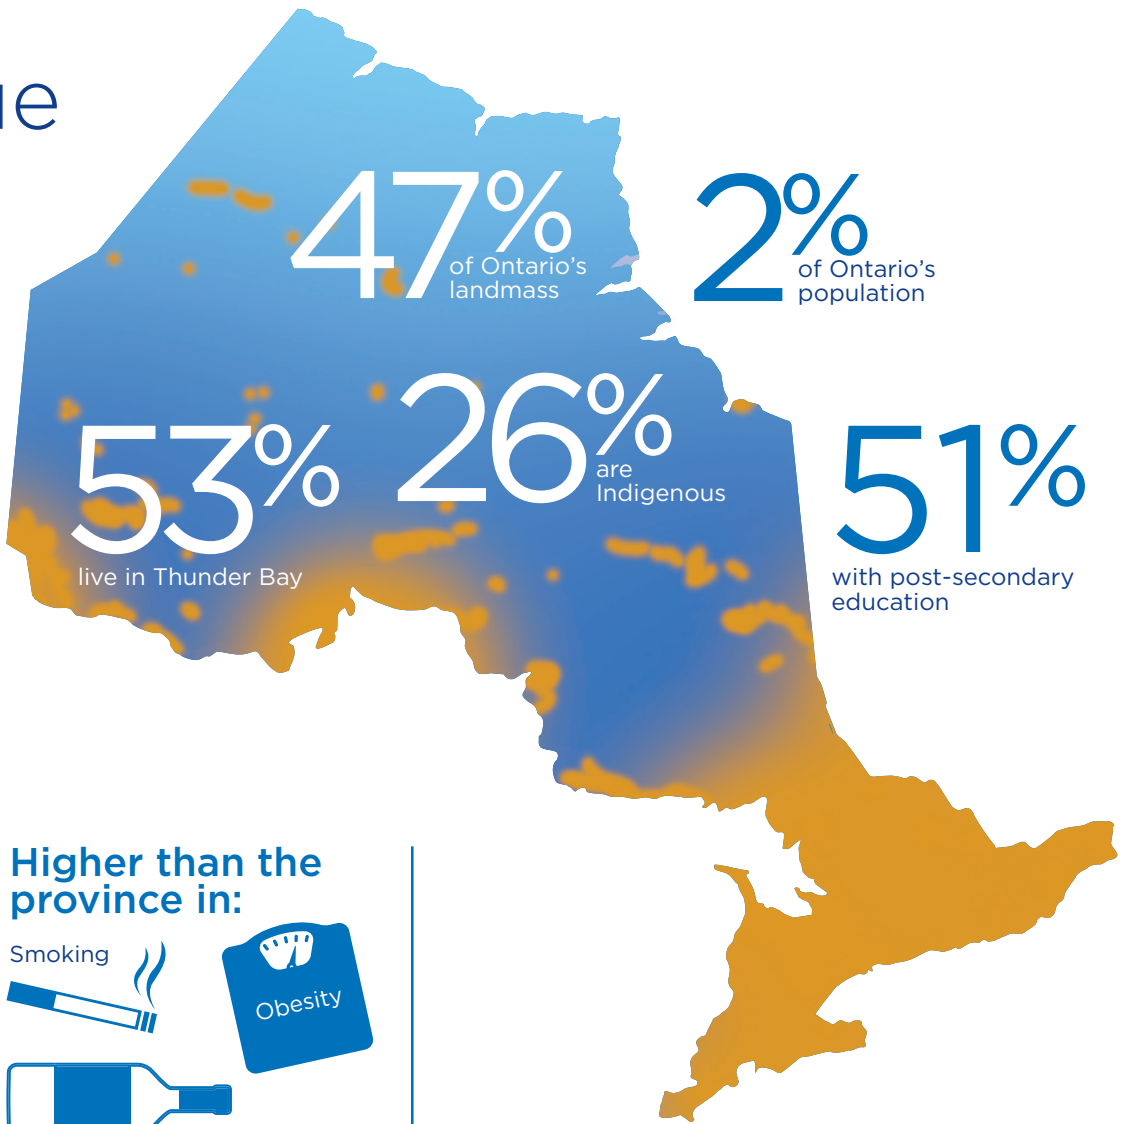 47%
of Ontario's
landmass
2%
of Ontario's
population
53%
live in Thunder Bay
26%
are
Indigenous
51%
with post-secondary
education
Higher than the
province in:
Smoking
Obesity